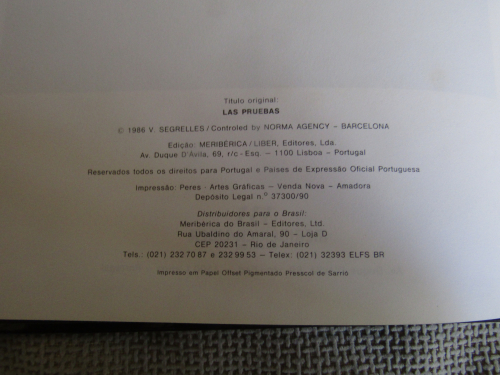 Título original:
LAS PRUEBAS
© 1986 V. SEGRELLES / Controled by NORMA AGENCY – BARCELONA
Edição: MERIBÉRICA / LIBER, Editores, Lda.
Av. Duque D'Ávila, 69, r/c - Esq. – 1100 Lisboa – Portugal
Reservados todos os direitos para Portugal e Países de Expressão Oficial Portuguesa
Impressão: Peres - Artes Gráficas – Venda Nova – Amadora
Depósito Legal n.º 37300/90
Distribuidores para o Brasil:
Meribérica do Brasil – Editores, Ltd.
Rua Ubaldino do Amaral, 90 – Loja D
CEP 20231 – Rio de Janeiro
Tels.: (021) 232 70 87 e 232 99 53 – Telex: (021) 32393 ELFS BR
Impresso em Papel Offset Pigmentado Presscol de Sarrió